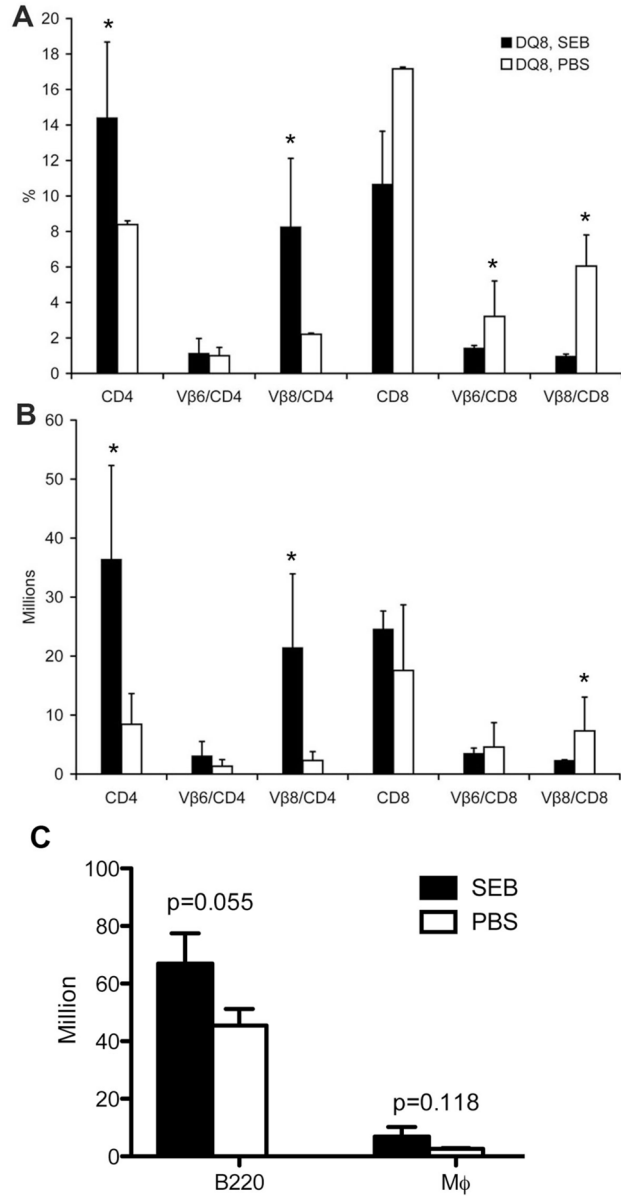 A
20
18
16
14
12
10
8
6
4
2
0
%
* * * *
DQ8, SEB
DQ8, PBS
CD4 Vβ6/CD4 Vβ8/CD4 CD8 Vβ6/CD8 Vβ8/CD8
B
60
50
40
30
20
10
0
Millions
* * *
CD4 Vβ6/CD4 Vβ8/CD4 CD8 Vβ6/CD8 Vβ8/CD8
C
100
80
60
40
20
0
Million
SEB
PBS
p=0.055
p=0.118
B220 Mϕ